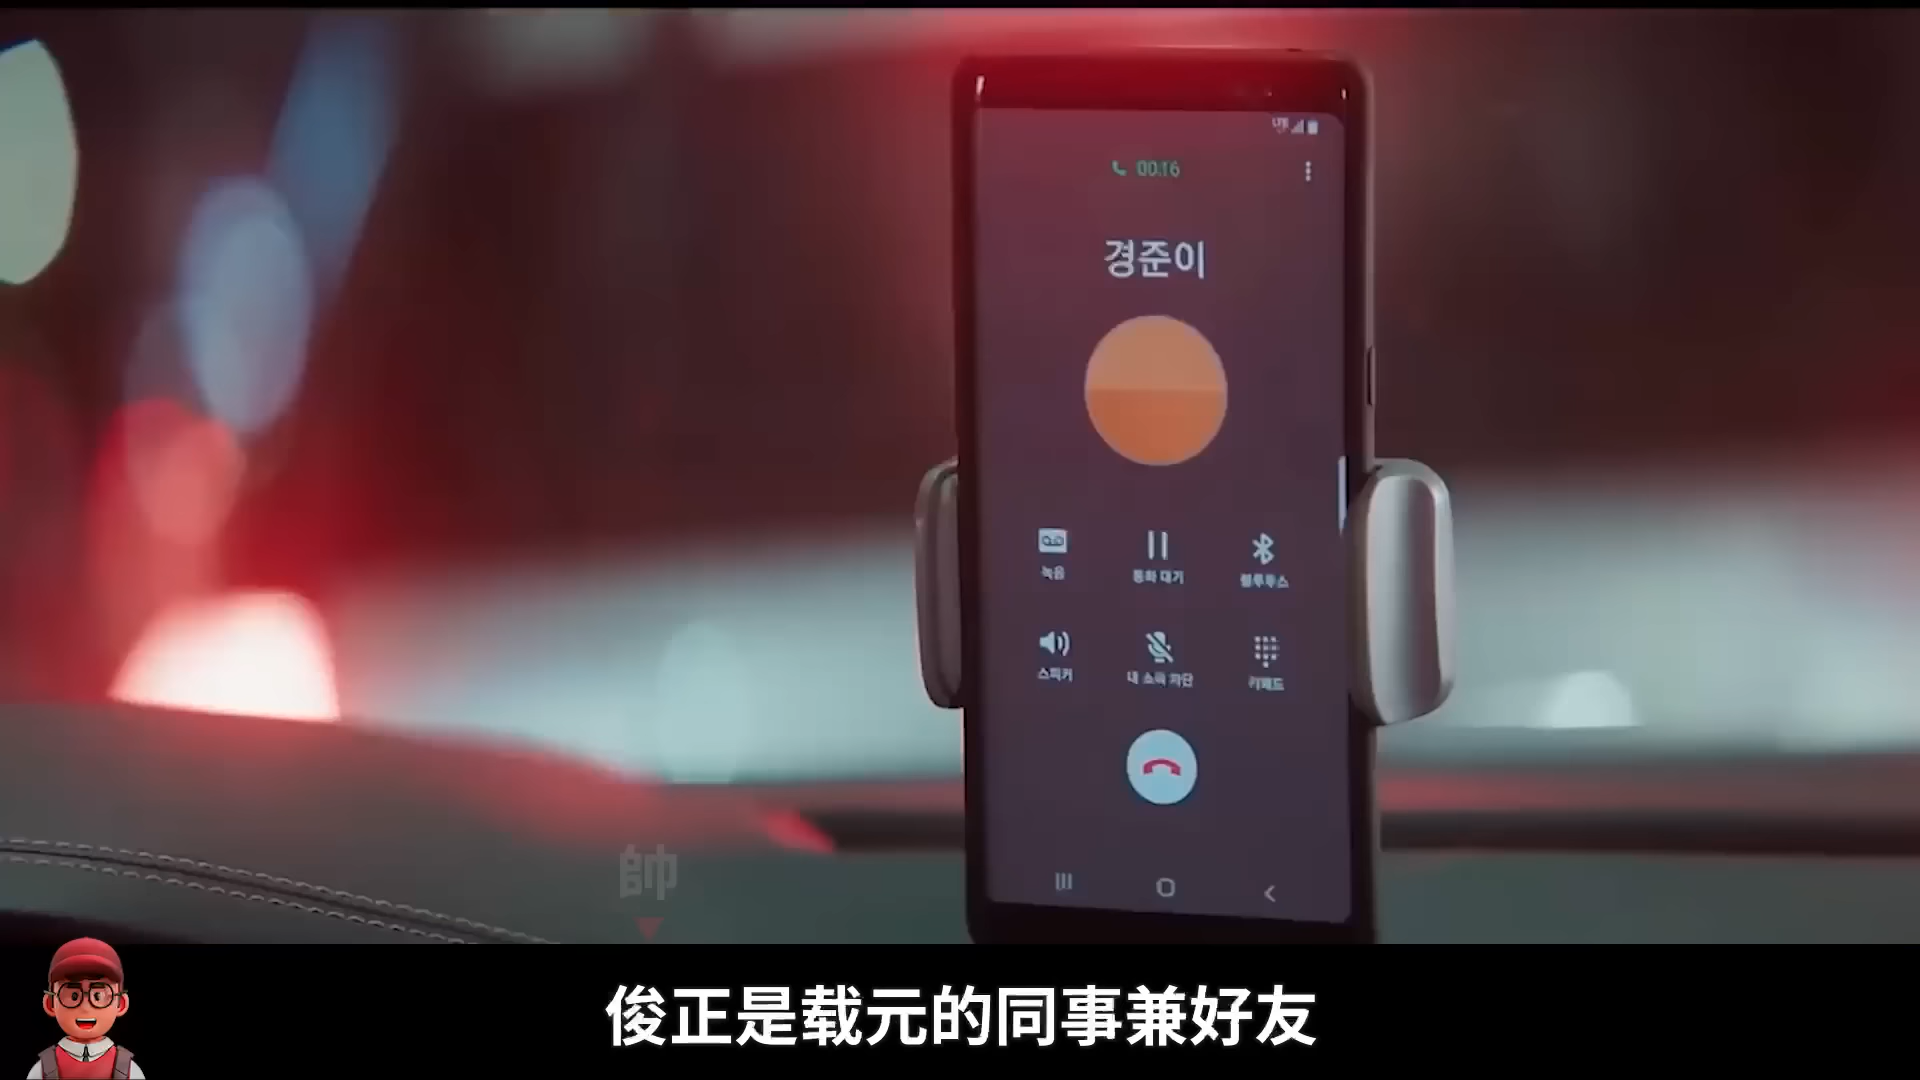 LTE
00:16
경준이
녹음
통화 대기
블루투스
스피커
내 소리 차단
키패드
帥
俊正是载元的同事兼好友